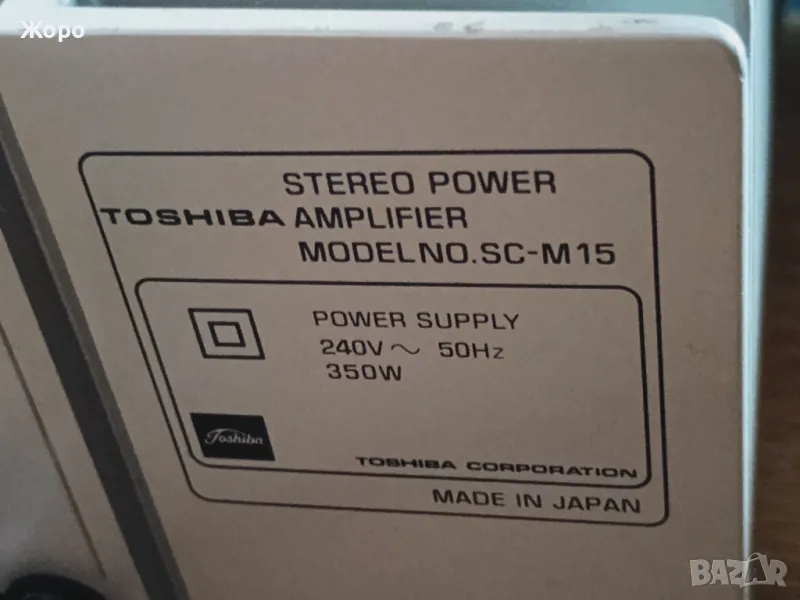 Жоро
STEREO POWER
TOSHIBA AMPLIFIER
MODEL NO. SC-M15
POWER SUPPLY
240V ~ 50Hz
350W
Toshiba
TOSHIBA CORPORATION
MADE IN JAPAN
BAZAR